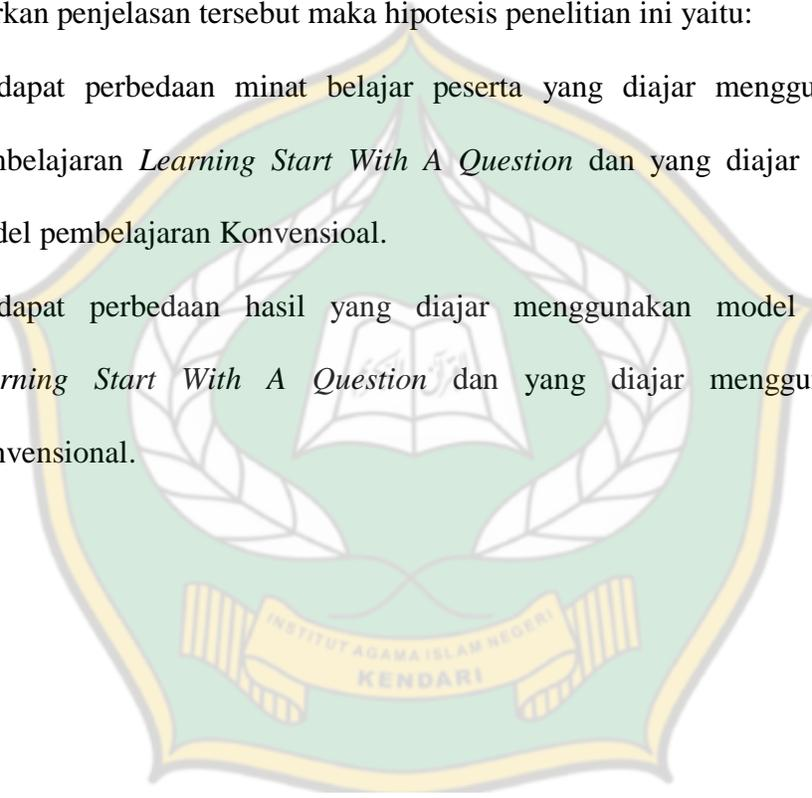 rkan penjelasan tersebut maka hipotesis penelitian ini yaitu:
dapat perbedaan minat belajar peserta yang diajar menggu
mbelajaran Learning Start With A Question dan yang diajar
del pembelajaran Konvensioal.
dapat perbedaan hasil yang diajar menggunakan model
rning Start With A Question dan yang diajar menggu
nvensional.
القرآن الكريم
INSTITUT AGAMA ISLAM NEGERI
KENDARI